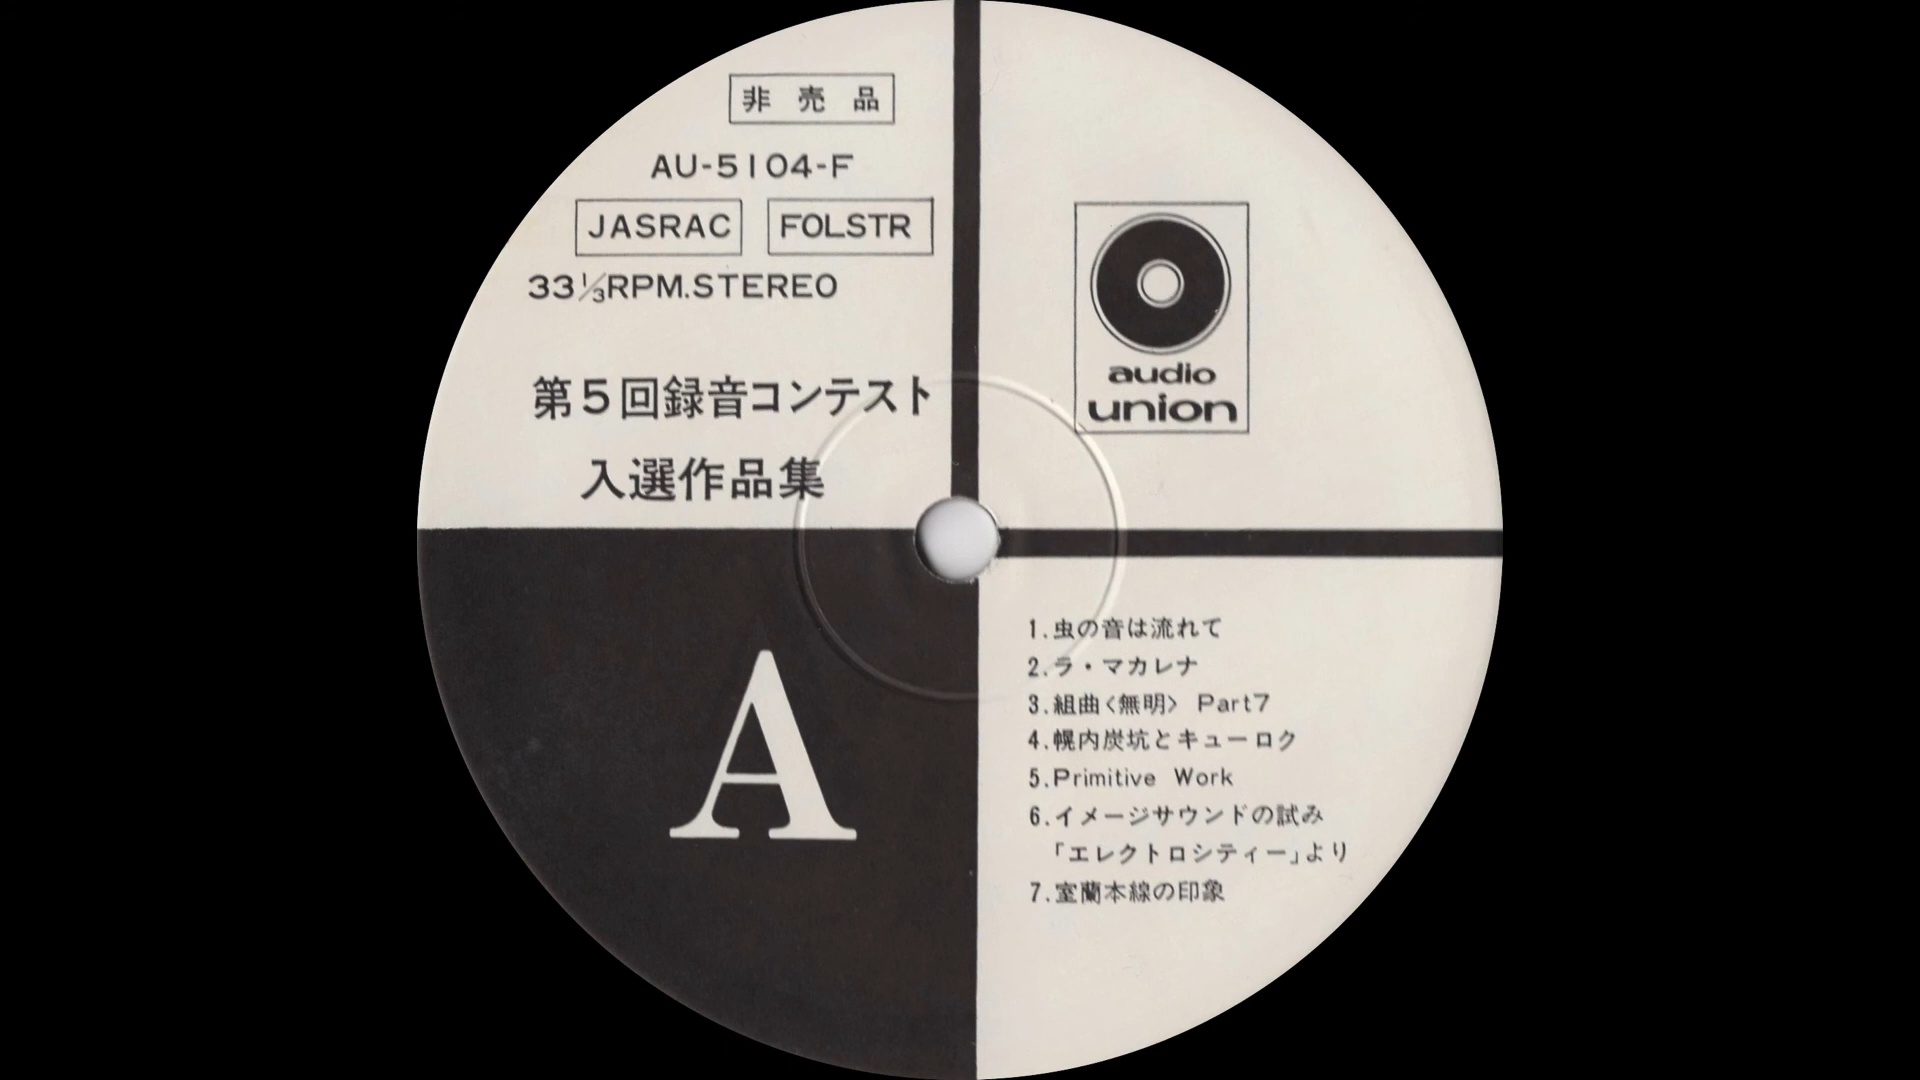 非売品
AU-5104-F
JASRAC FOLSTR
33⅓RPM.STEREO
第5回録音コンテスト
入選作品集
audio
union
A
1.虫の音は流れて
2.ラ・マカレナ
3.組曲〈無明〉 Part7
4.幌内炭坑とキューロク
5.Primitive Work
6.イメージサウンドの試み
「エレクトロシティー」より
7.室蘭本線の印象